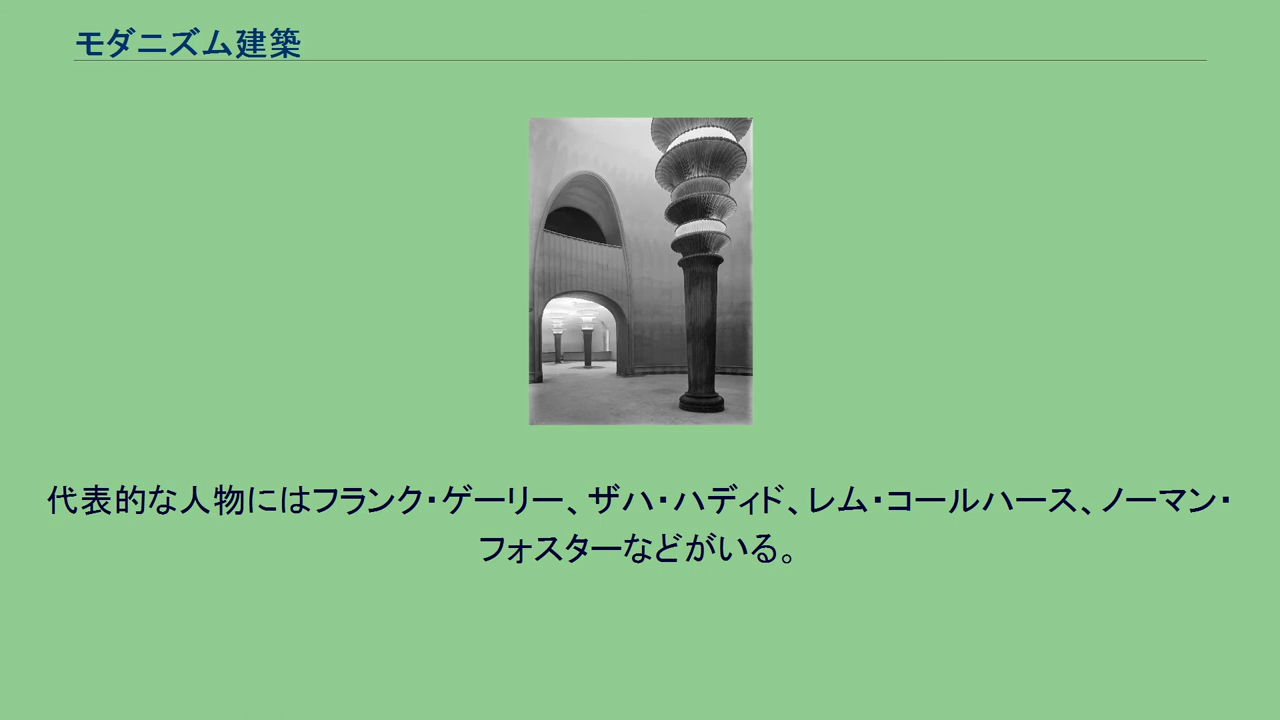 モダニズム建築
代表的な人物にはフランク・ゲーリー、ザハ・ハディド、レム・コールハース、ノーマン・
フォスターなどがいる。